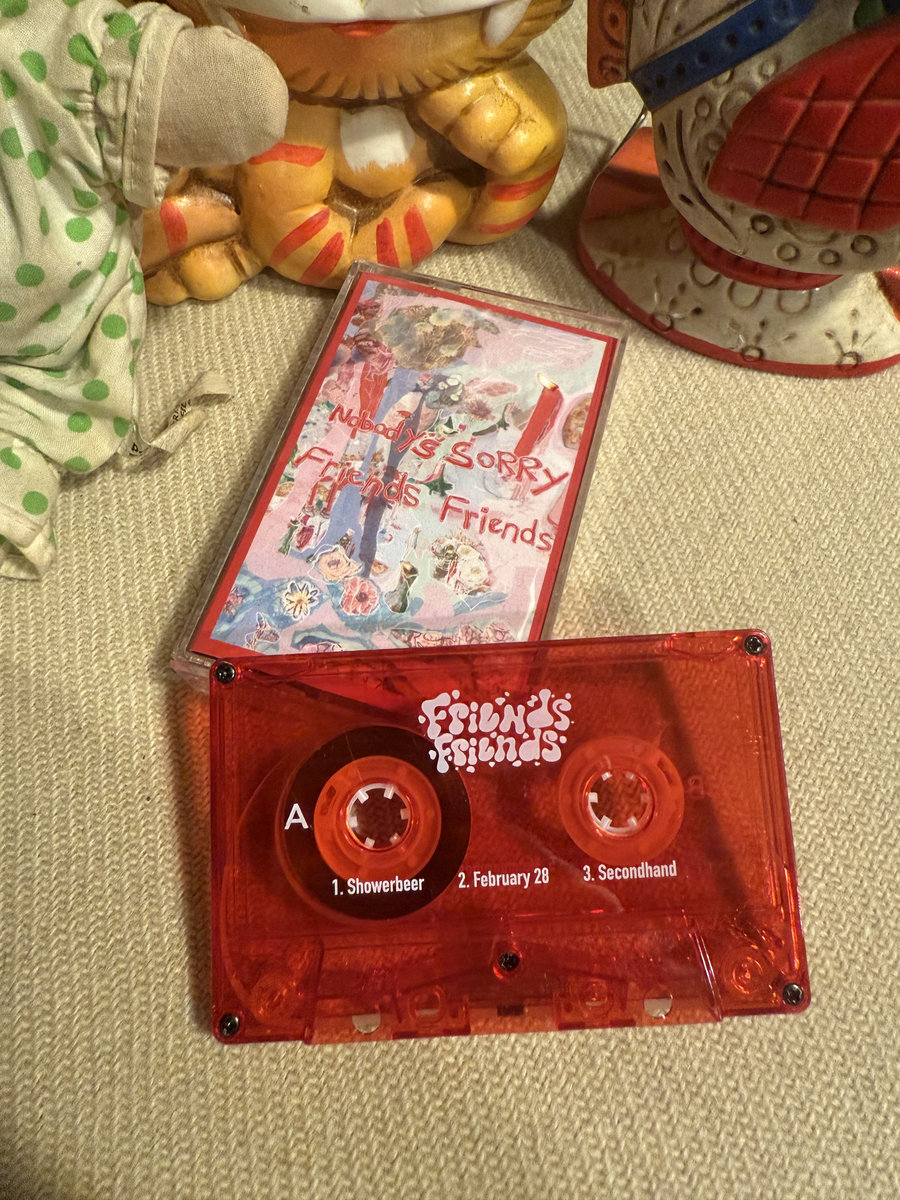 Nobody's SORRY
Friends Friends
Friends
Friends
A
1. Showerbeer
2. February 28
3. Secondhand